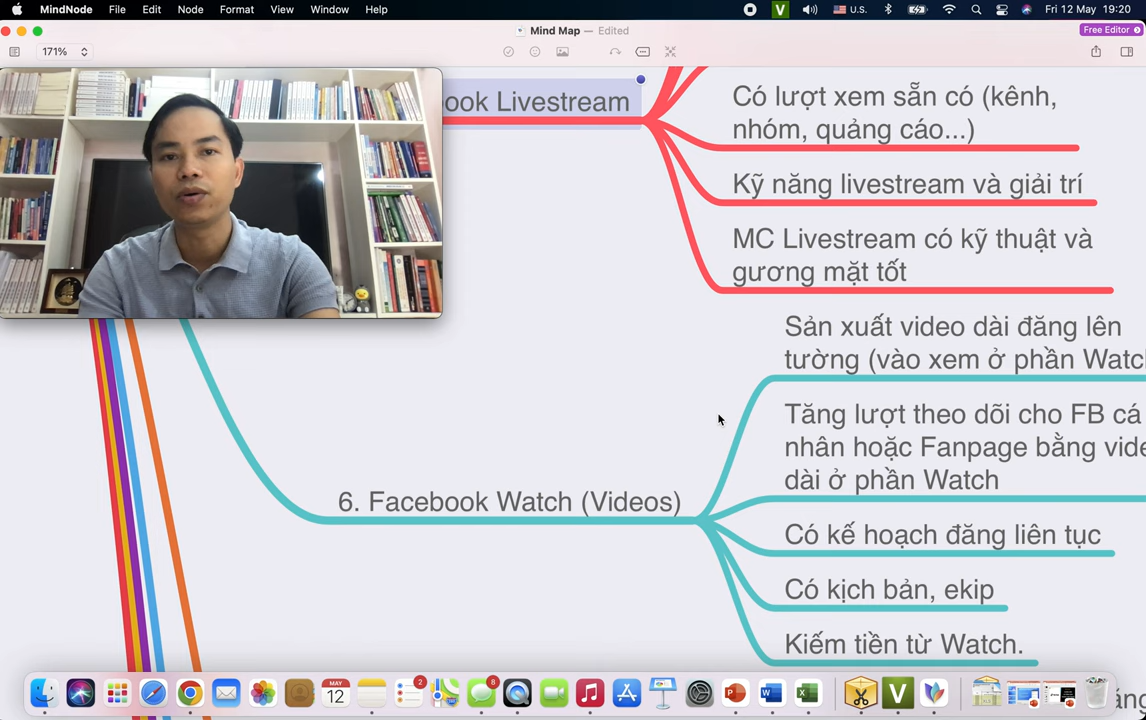 MindNode File Edit Node Format View Window Help
U.S. Fri 12 May 19:20
Mind Map — Edited
Free Editor
171%
book Livestream
Có lượt xem sẵn có (kênh,
nhóm, quảng cáo...)
Kỹ năng livestream và giải trí
MC Livestream có kỹ thuật và
gương mặt tốt
6. Facebook Watch (Videos)
Sản xuất video dài đăng lên
tường (vào xem ở phần Watch
Tăng lượt theo dõi cho FB cá
nhân hoặc Fanpage bằng vide
dài ở phần Watch
Có kế hoạch đăng liên tục
Có kịch bản, ekip
Kiếm tiền từ Watch.
MAY
12
2
8